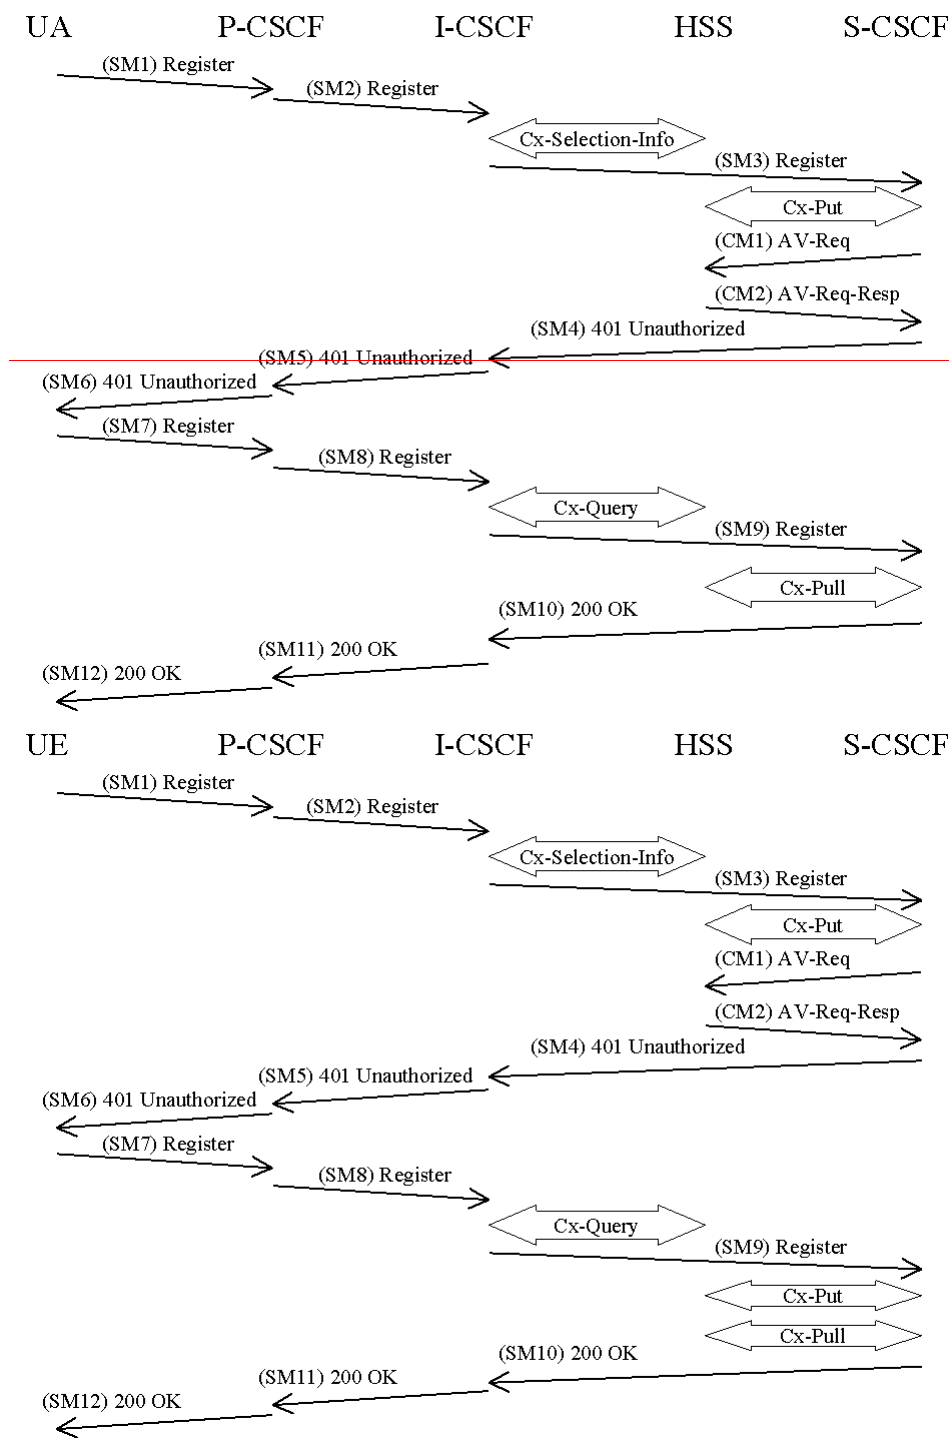 UA P-CSCF I-CSCF HSS S-CSCF
(SM1) Register
(SM2) Register
Cx-Selection-Info
(SM3) Register
Cx-Put
(CM1) AV-Req
(CM2) AV-Req-Resp
(SM4) 401 Unauthorized
(SM5) 401 Unauthorized
(SM6) 401 Unauthorized
(SM7) Register
(SM8) Register
Cx-Query
(SM9) Register
Cx-Pull
(SM10) 200 OK
(SM11) 200 OK
(SM12) 200 OK
UE P-CSCF I-CSCF HSS S-CSCF
(SM1) Register
(SM2) Register
Cx-Selection-Info
(SM3) Register
Cx-Put
(CM1) AV-Req
(CM2) AV-Req-Resp
(SM4) 401 Unauthorized
(SM5) 401 Unauthorized
(SM6) 401 Unauthorized
(SM7) Register
(SM8) Register
Cx-Query
(SM9) Register
Cx-Put
Cx-Pull
(SM10) 200 OK
(SM11) 200 OK
(SM12) 200 OK